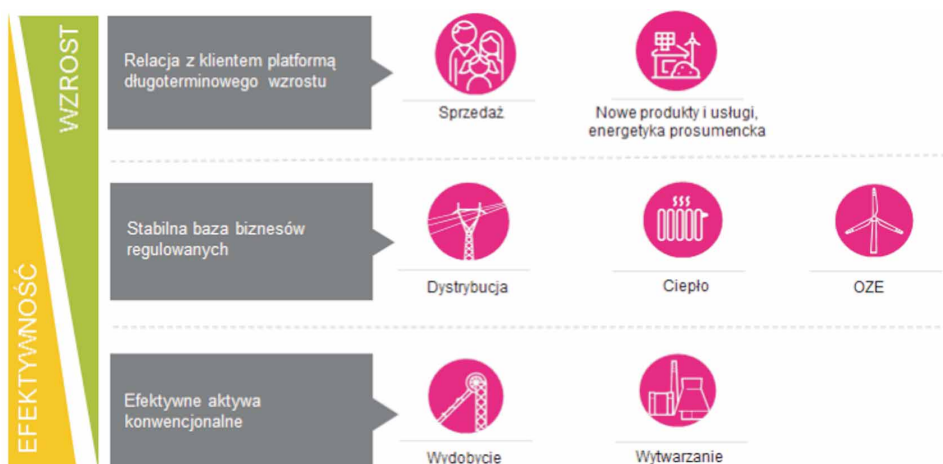 WZROST
EFEKTYWNOŚĆ
Relacja z klientem platformą
długoterminowego wzrostu
Sprzedaż
Nowe produkty i usługi,
energetyka prosumencka
Stabilna baza biznesów
regulowanych
Dystrybucja
Ciepło
OZE
Efektywne aktywa
konwencjonalne
Wydobycie
Wytwarzanie